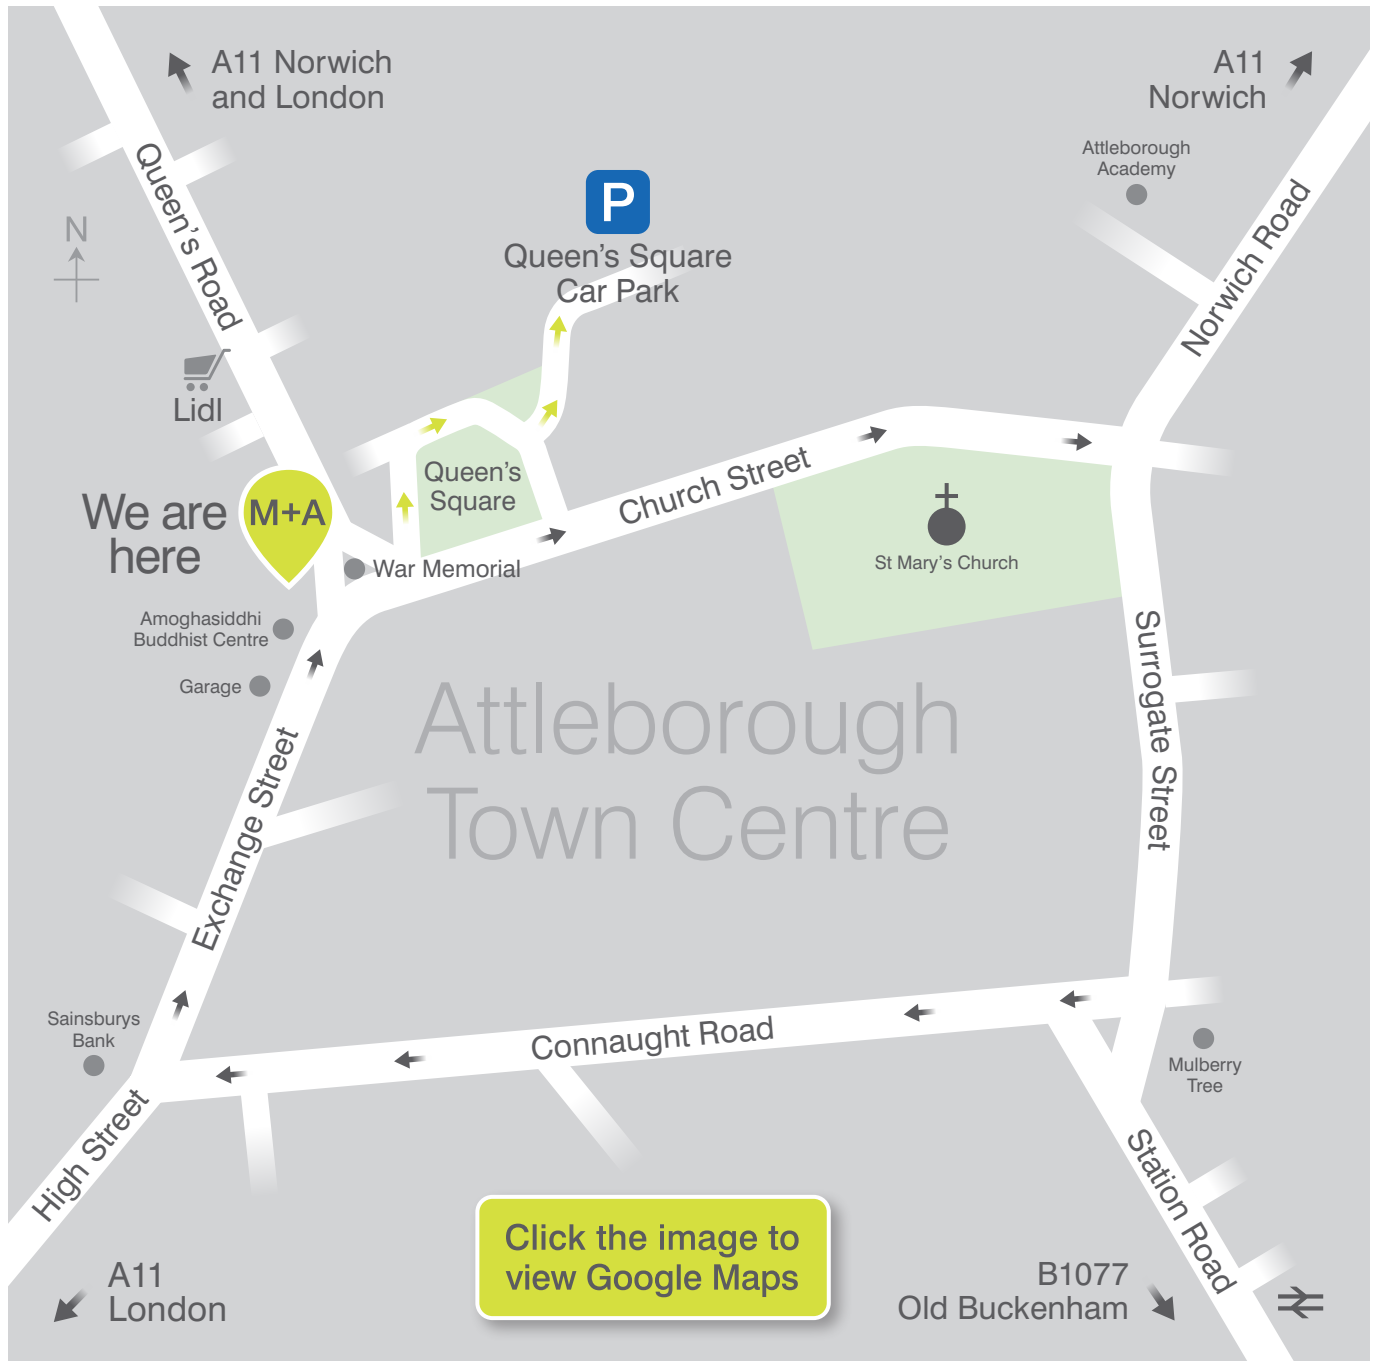 A11 Norwich
and London
A11
Norwich
Attleborough
Academy
Queen's Road
P
Queen's Square
Car Park
N
Norwich Road
Lidl
Queen's
Square
Church Street
We are
here
M+A
War Memorial
St Mary's Church
Amoghasiddhi
Buddhist Centre
Garage
Surrogate Street
Attleborough
Town Centre
Exchange Street
Sainsburys
Bank
Connaught Road
Mulberry
Tree
High Street
Station Road
Click the image to
view Google Maps
A11
London
B1077
Old Buckenham